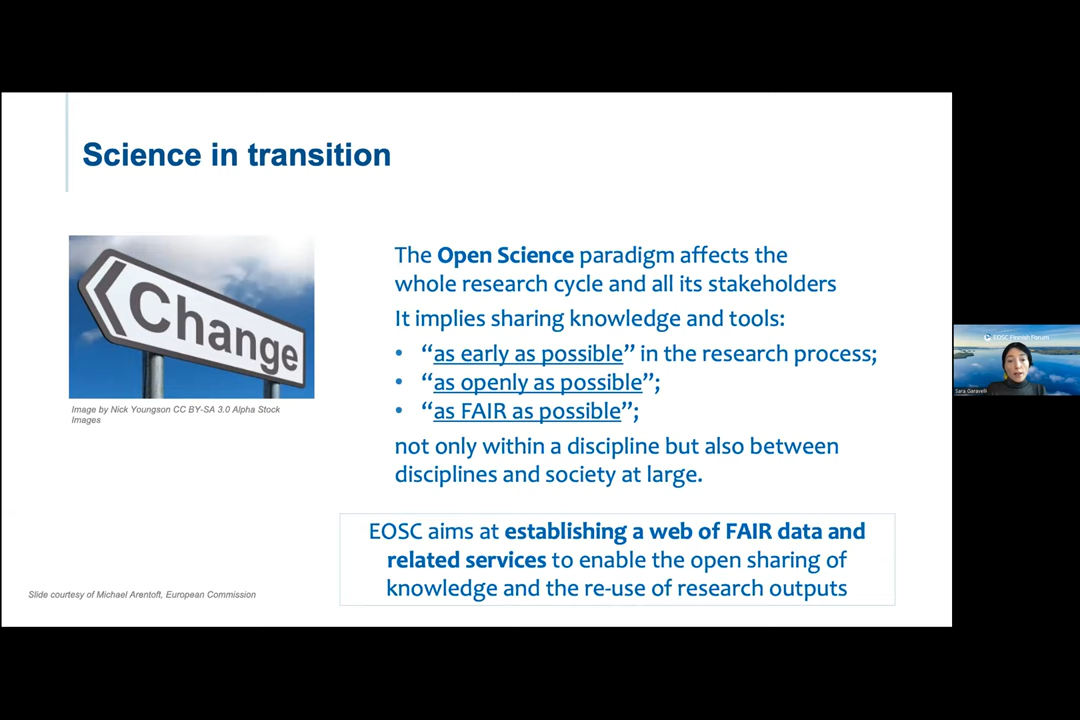 Science in transition
Change
Image by Nick Youngson CC BY-SA 3.0 Alpha Stock
Images
The Open Science paradigm affects the
whole research cycle and all its stakeholders
It implies sharing knowledge and tools:
• “as early as possible” in the research process;
• “as openly as possible”;
• “as FAIR as possible”;
not only within a discipline but also between
disciplines and society at large.
EOSC aims at establishing a web of FAIR data and
related services to enable the open sharing of
knowledge and the re-use of research outputs
Slide courtesy of Michael Arentoft, European Commission
EOSC Finnish Forum
Sara Garavelli